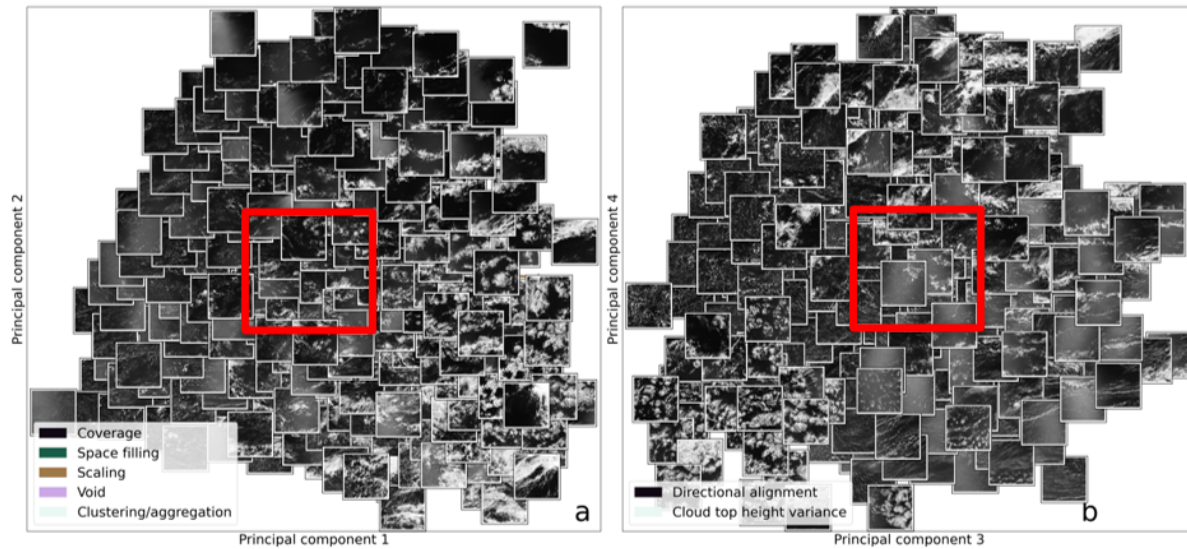 Principal component 2
Coverage
Space filling
Scaling
Void
Clustering/aggregation
a
Principal component 1
Principal component 4
Directional alignment
Cloud top height variance
b
Principal component 3